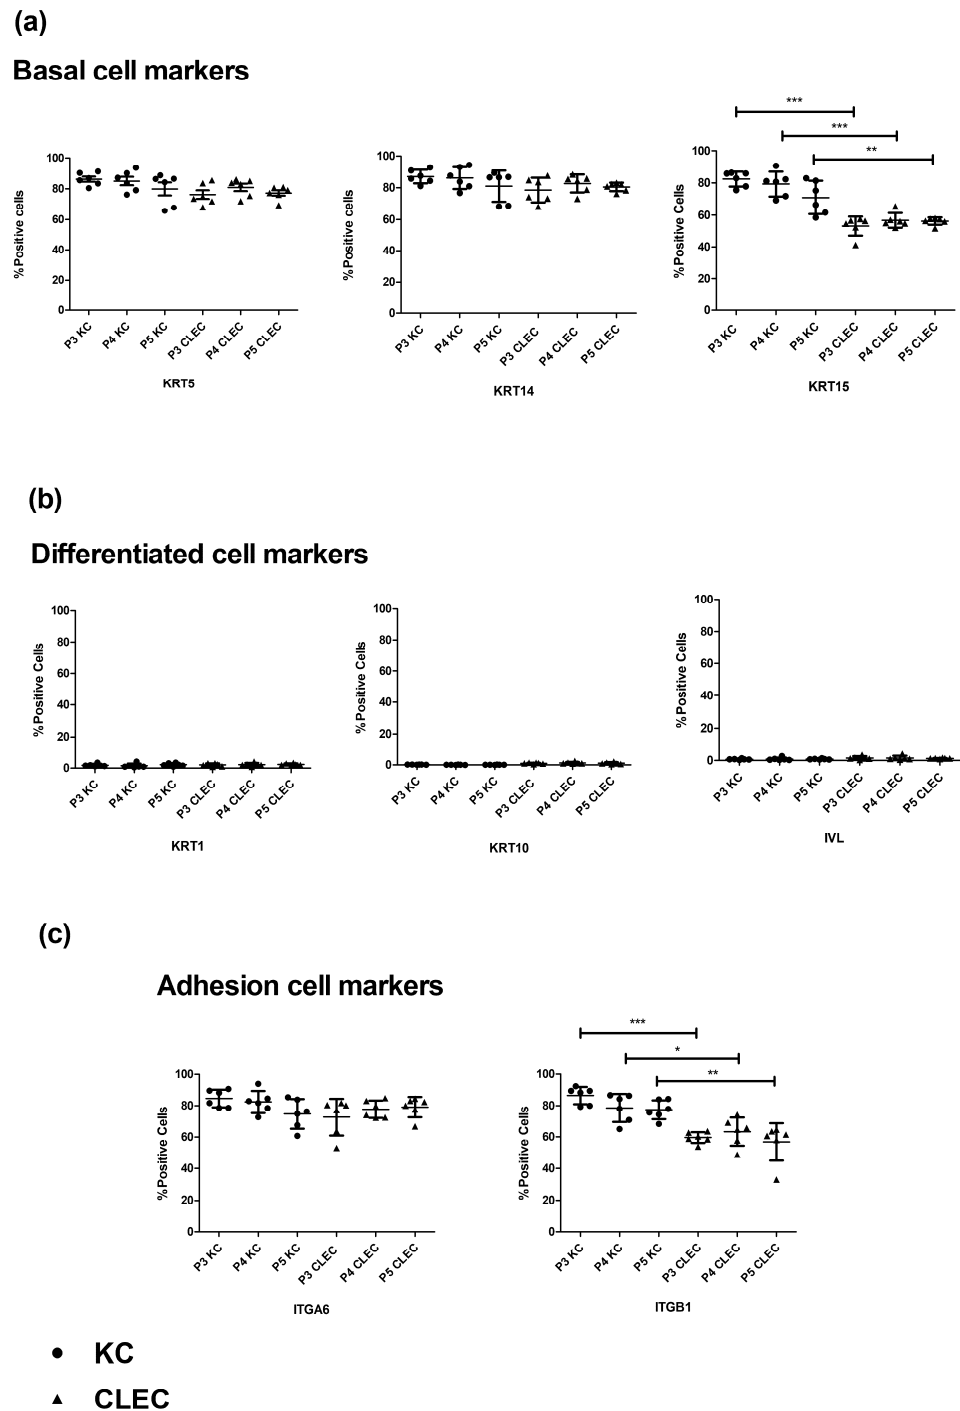 (a)
Basal cell markers
*** 
***
**
%Positive Cells
100
80
60
40
20
0
P3 KC
P4 KC
P5 KC
P3 CLEC
P4 CLEC
P5 CLEC
KRT5
%Positive Cells
100
80
60
40
20
0
P3 KC
P4 KC
P5 KC
P3 CLEC
P4 CLEC
P5 CLEC
KRT14
%Positive Cells
100
80
60
40
20
0
P3 KC
P4 KC
P5 KC
P3 CLEC
P4 CLEC
P5 CLEC
KRT15
(b)
Differentiated cell markers
%Positive Cells
100
80
60
40
20
0
P3 KC
P4 KC
P5 KC
P3 CLEC
P4 CLEC
P5 CLEC
KRT1
%Positive Cells
100
80
60
40
20
0
P3 KC
P4 KC
P5 KC
P3 CLEC
P4 CLEC
P5 CLEC
KRT10
%Positive Cells
100
80
60
40
20
0
P3 KC
P4 KC
P5 KC
P3 CLEC
P4 CLEC
P5 CLEC
IVL
(c)
Adhesion cell markers
%Positive Cells
100
80
60
40
20
0
P3 KC
P4 KC
P5 KC
P3 CLEC
P4 CLEC
P5 CLEC
ITGA6
***
*
**
%Positive Cells
100
80
60
40
20
0
P3 KC
P4 KC
P5 KC
P3 CLEC
P4 CLEC
P5 CLEC
ITGB1
KC
CLEC